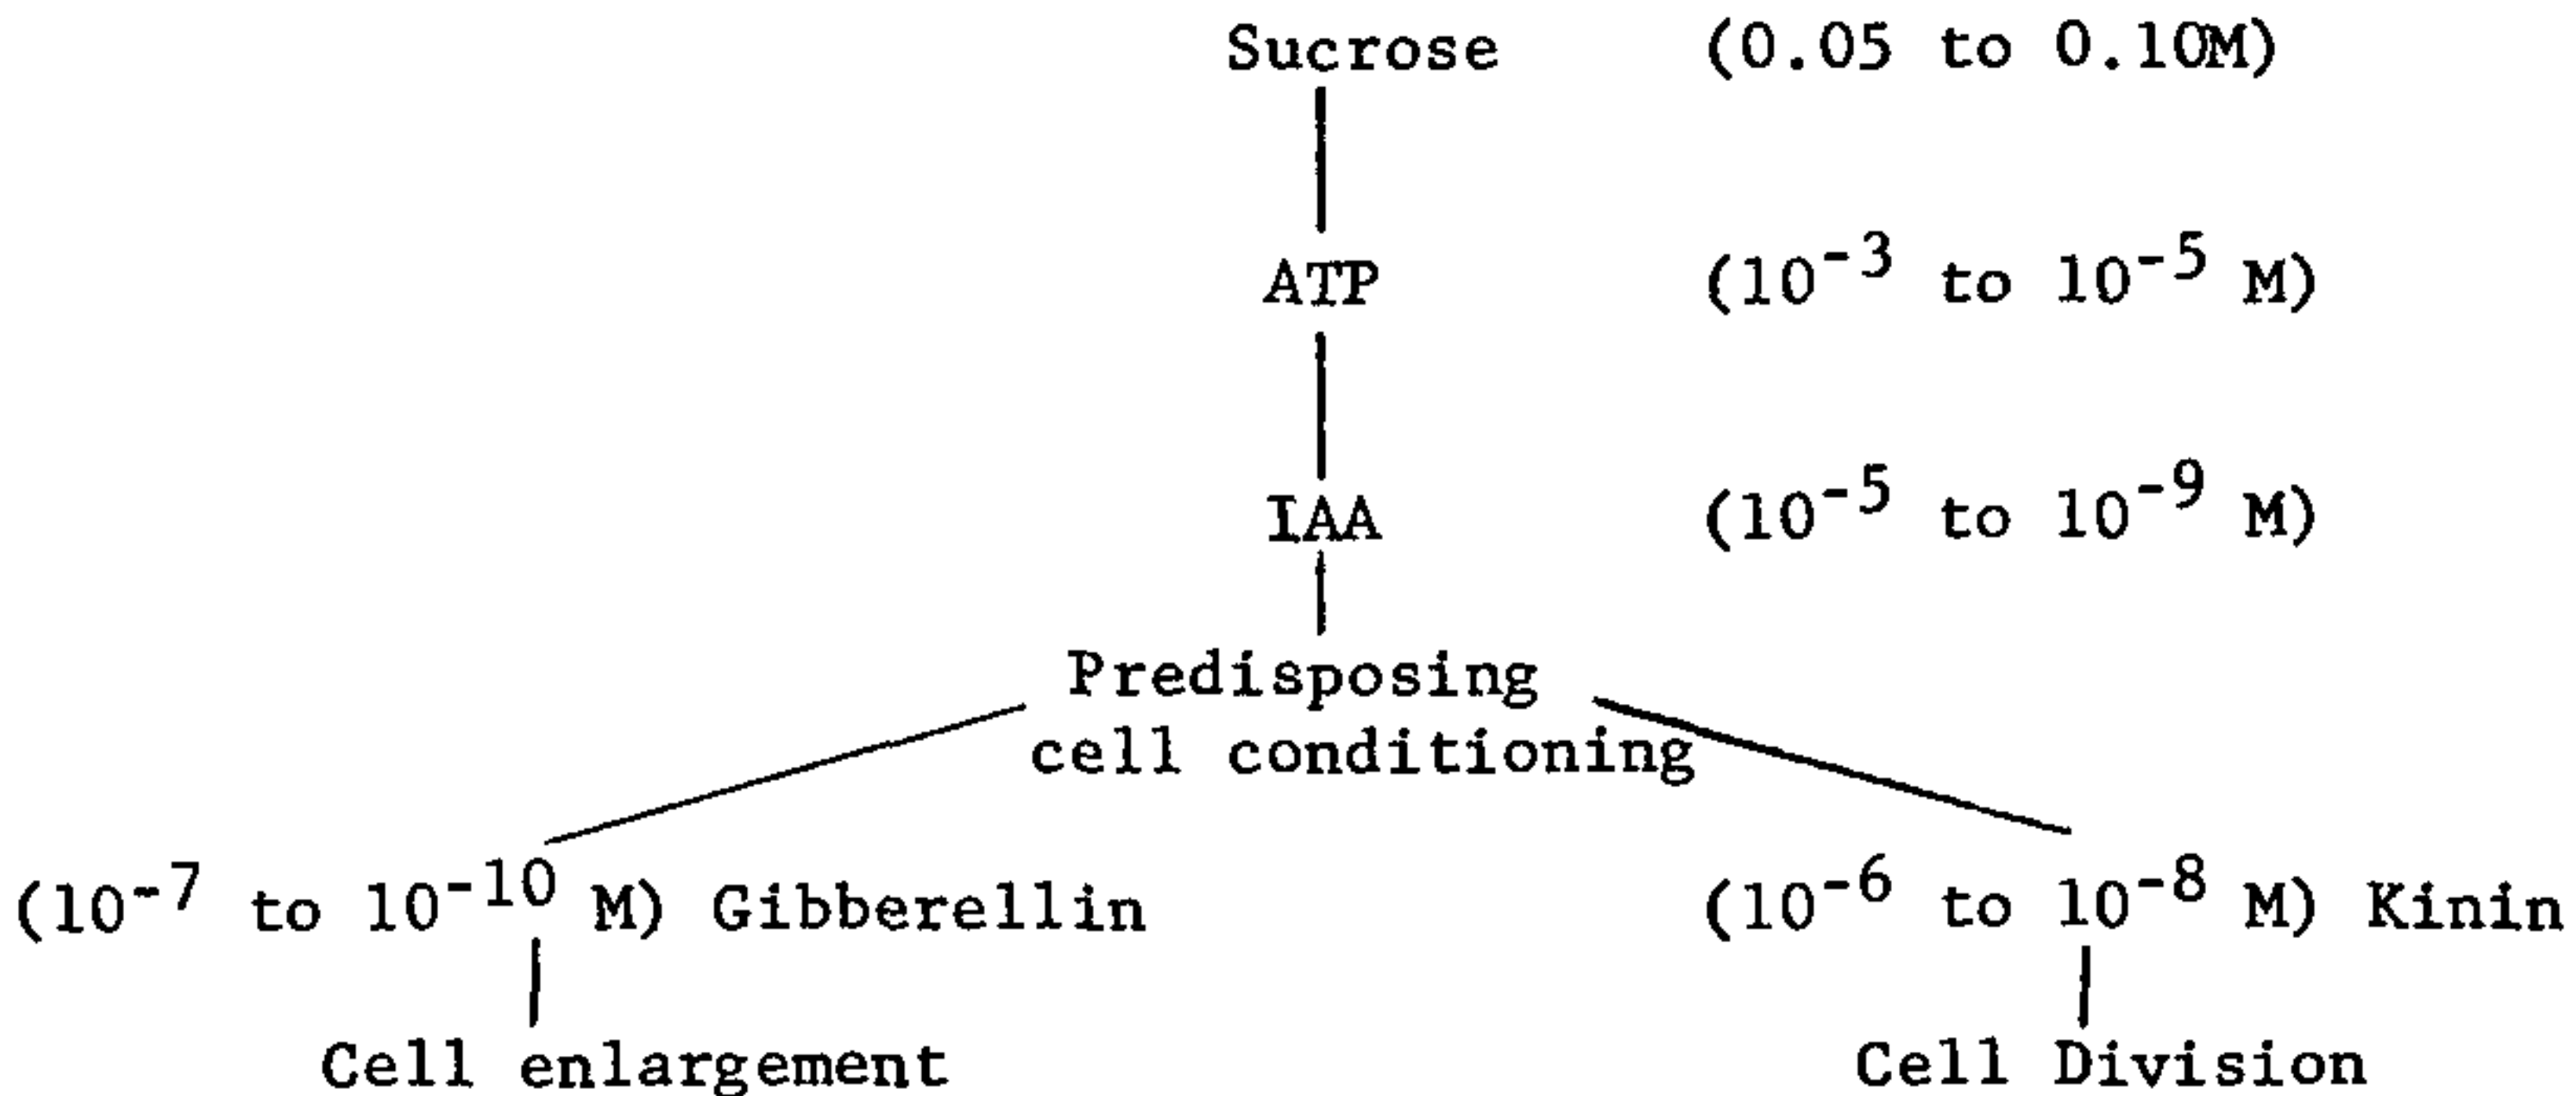 Sucrose (0.05 to 0.10M)
ATP (10⁻³ to 10⁻⁵ M)
IAA (10⁻⁵ to 10⁻⁹ M)
Predisposing
cell conditioning
(10⁻⁷ to 10⁻¹⁰ M) Gibberellin (10⁻⁶ to 10⁻⁸ M) Kinin
Cell enlargement Cell Division